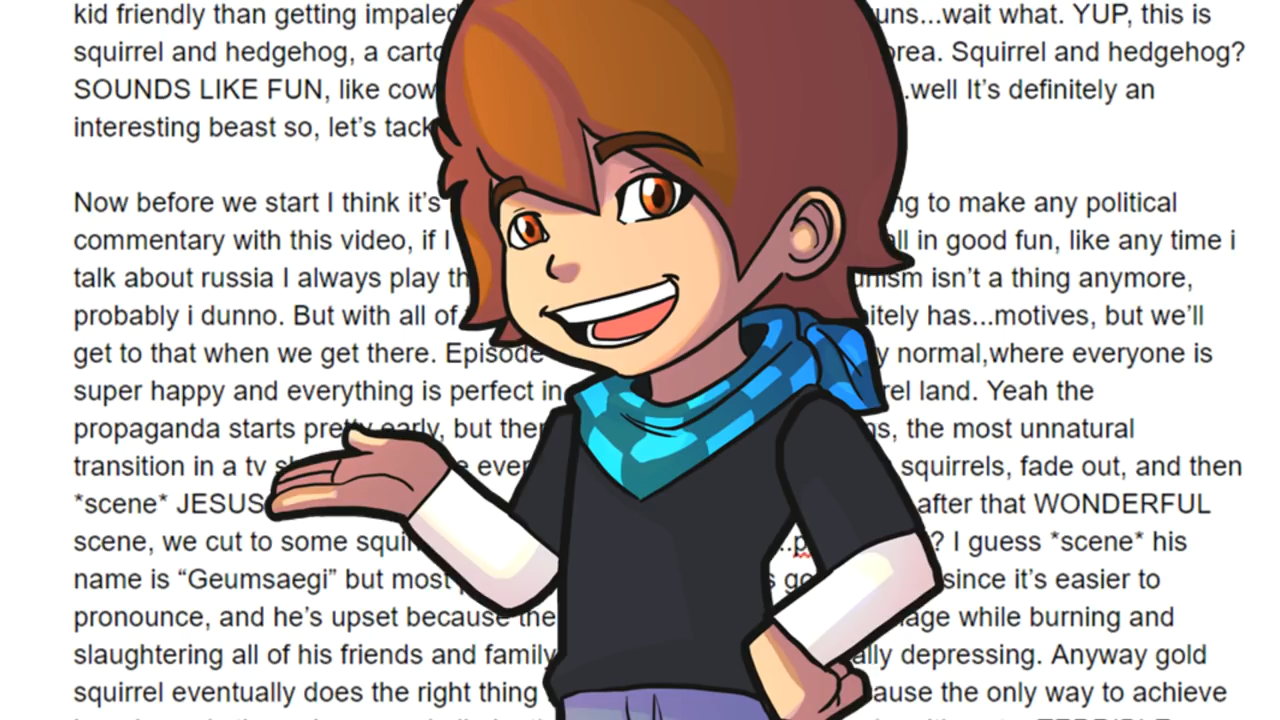 kid friendly than getting impaled uns...wait what. YUP, this is
squirrel and hedgehog, a carto rea. Squirrel and hedgehog?
SOUNDS LIKE FUN, like cow .well It's definitely an
interesting beast so, let's tack
Now before we start I think it's ng to make any political
commentary with this video, if I all in good fun, like any time i
talk about russia I always play th unism isn't a thing anymore,
probably i dunno. But with all of nitely has...motives, but we'll
get to that when we get there. Episode y normal,where everyone is
super happy and everything is perfect in rel land. Yeah the
propaganda starts pretty early, but then s, the most unnatural
transition in a tv squirrels, fade out, and then
*scene* JESUS after that WONDERFUL
scene, we cut to some squir ..p ? I guess *scene* his
name is “Geumsaegi” but most go since it's easier to
pronounce, and he's upset because the age while burning and
slaughtering all of his friends and family ally depressing. Anyway gold
squirrel eventually does the right thing ause the only way to achieve